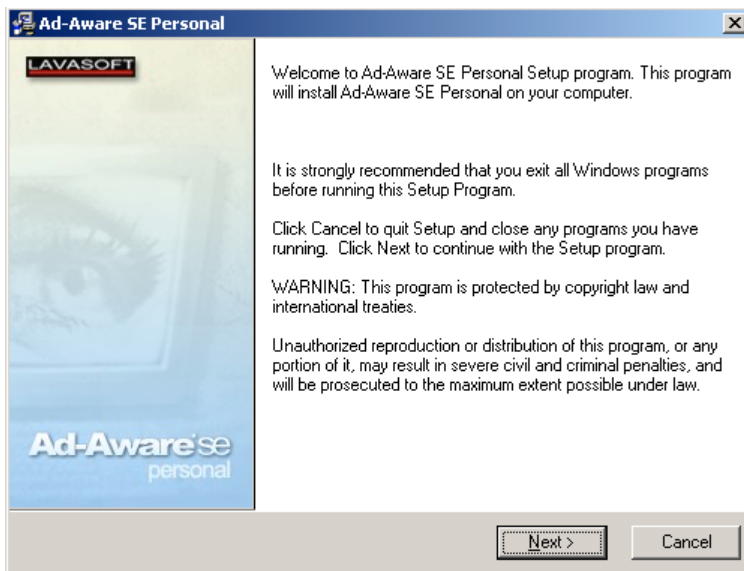 Ad-Aware SE Personal
LAVASOFT
Welcome to Ad-Aware SE Personal Setup program. This program
will install Ad-Aware SE Personal on your computer.
It is strongly recommended that you exit all Windows programs
before running this Setup Program.
Click Cancel to quit Setup and close any programs you have
running.  Click Next to continue with the Setup program.
WARNING: This program is protected by copyright law and
international treaties.
Unauthorized reproduction or distribution of this program, or any
portion of it, may result in severe civil and criminal penalties, and
will be prosecuted to the maximum extent possible under law.
Ad-Aware se
personal
Next >
Cancel